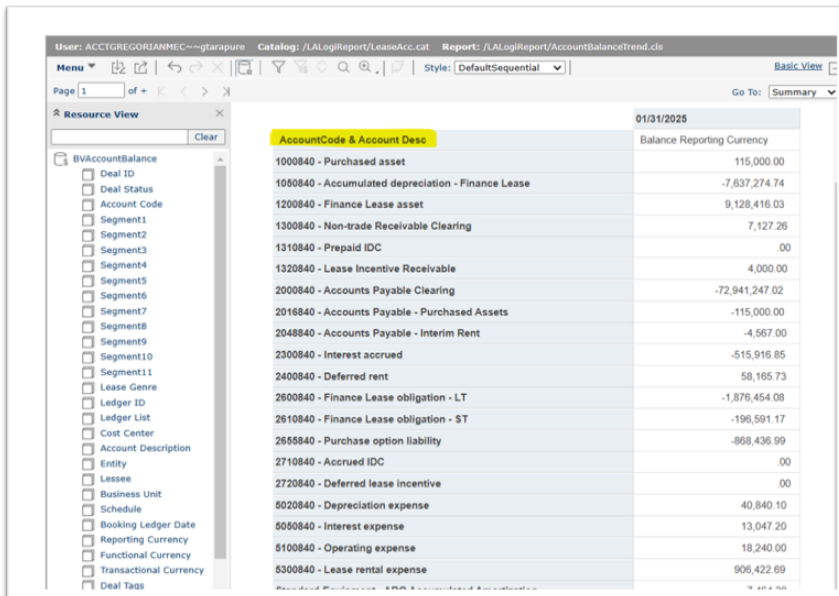 User: ACCTGREGORIANMEC~~gtarapure Catalog: /LALogiReport/LeaseAcc.cat Report: /LALogiReport/AccountBalanceTrend.cls
Menu Style: DefaultSequential Basic View
Page 1 of + Go To: Summary
Resource View
Clear
BVAccountBalance
Deal ID
Deal Status
Account Code
Segment1
Segment2
Segment3
Segment4
Segment5
Segment6
Segment7
Segment8
Segment9
Segment10
Segment11
Lease Genre
Ledger ID
Ledger List
Cost Center
Account Description
Entity
Lessee
Business Unit
Schedule
Booking Ledger Date
Reporting Currency
Functional Currency
Transactional Currency
Deal Tags
01/31/2025
AccountCode & Account Desc Balance Reporting Currency
1000840 - Purchased asset 115,000.00
1050840 - Accumulated depreciation - Finance Lease -7,637,274.74
1200840 - Finance Lease asset 9,128,416.03
1300840 - Non-trade Receivable Clearing 7,127.26
1310840 - Prepaid IDC .00
1320840 - Lease Incentive Receivable 4,000.00
2000840 - Accounts Payable Clearing -72,941,247.02
2016840 - Accounts Payable - Purchased Assets -115,000.00
2048840 - Accounts Payable - Interim Rent -4,567.00
2300840 - Interest accrued -515,916.85
2400840 - Deferred rent 58,165.73
2600840 - Finance Lease obligation - LT -1,876,454.08
2610840 - Finance Lease obligation - ST -196,591.17
2655840 - Purchase option liability -868,436.99
2710840 - Accrued IDC .00
2720840 - Deferred lease incentive .00
5020840 - Depreciation expense 40,840.10
5050840 - Interest expense 13,047.20
5100840 - Operating expense 18,240.00
5300840 - Lease rental expense 906,422.69